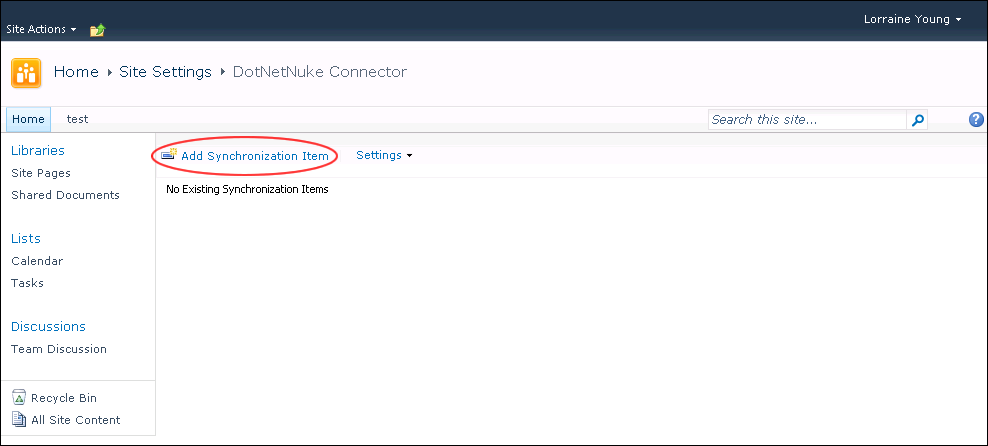 Lorraine Young
Site Actions
Home Site Settings DotNetNuke Connector
Home test Search this site...
Libraries
Site Pages
Shared Documents
Lists
Calendar
Tasks
Discussions
Team Discussion
Recycle Bin
All Site Content
Add Synchronization Item Settings
No Existing Synchronization Items